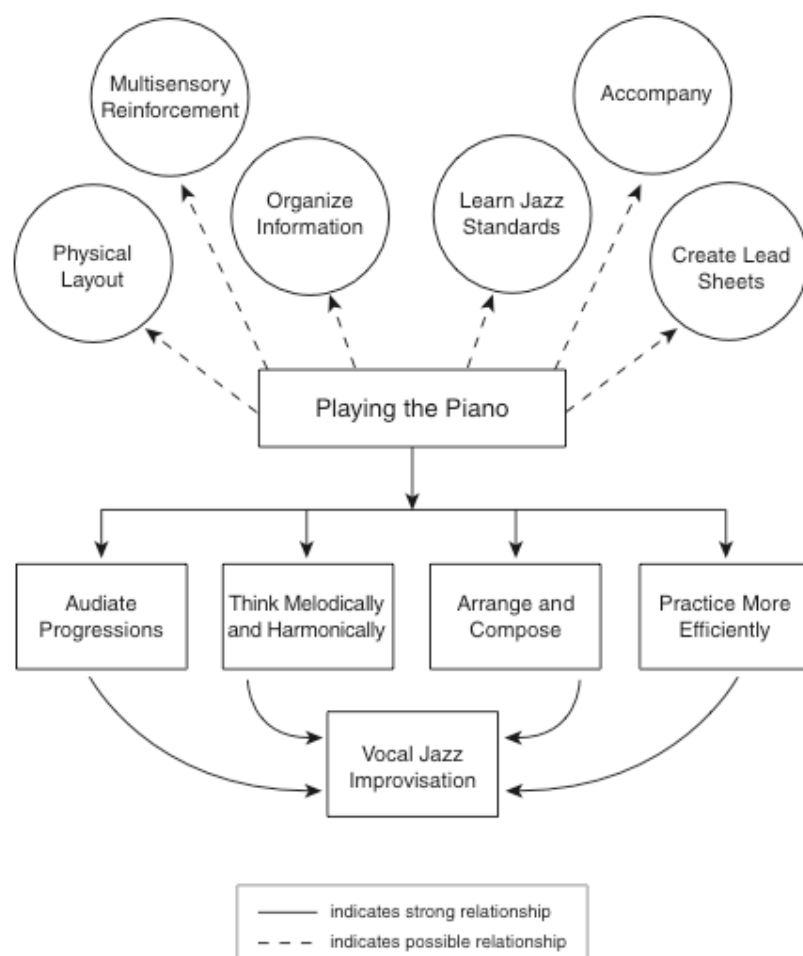 Multisensory
Reinforcement
Accompany
Organize
Information
Learn Jazz
Standards
Physical
Layout
Create Lead
Sheets
Playing the Piano
Audiate
Progressions
Think Melodically
and Harmonically
Arrange and
Compose
Practice More
Efficiently
Vocal Jazz
Improvisation
indicates strong relationship
indicates possible relationship